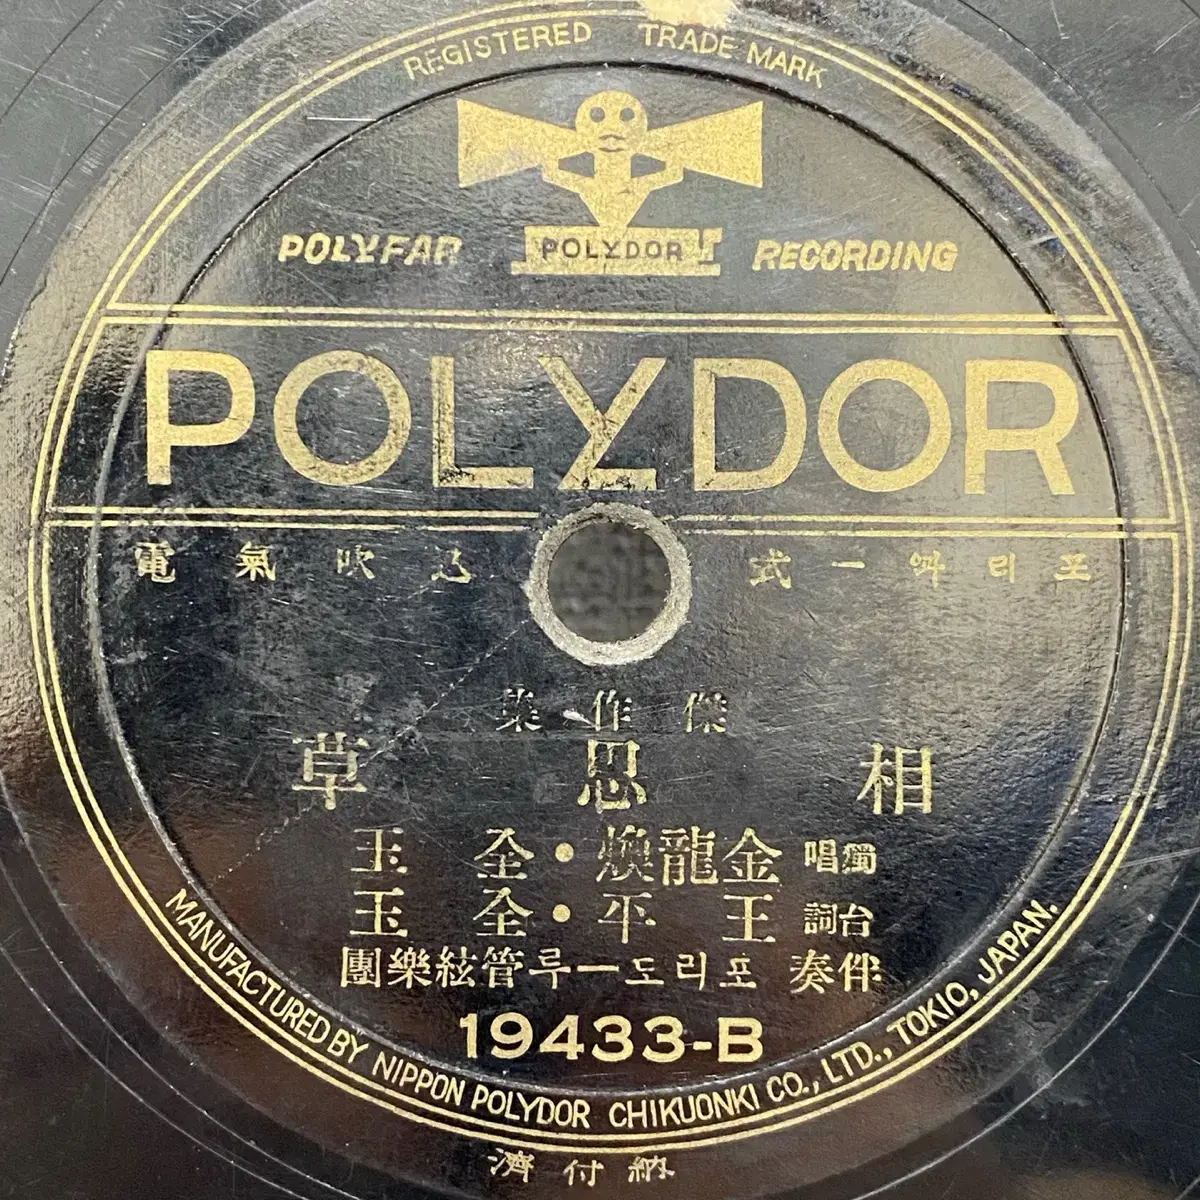 REGISTERED TRADE MARK
POLYFAR POLYDOR RECORDING
POLYDOR
電氣吹込 포리ᅋᅡー式
傑作集
相思草
獨唱 金龍煥・全玉
台詞 王平・全玉
伴奏 포리도ー루管絃樂團
19433-B
MANUFACTURED BY NIPPON POLYDOR CHIKUONKI CO., LTD., TOKIO, JAPAN.
納付濟